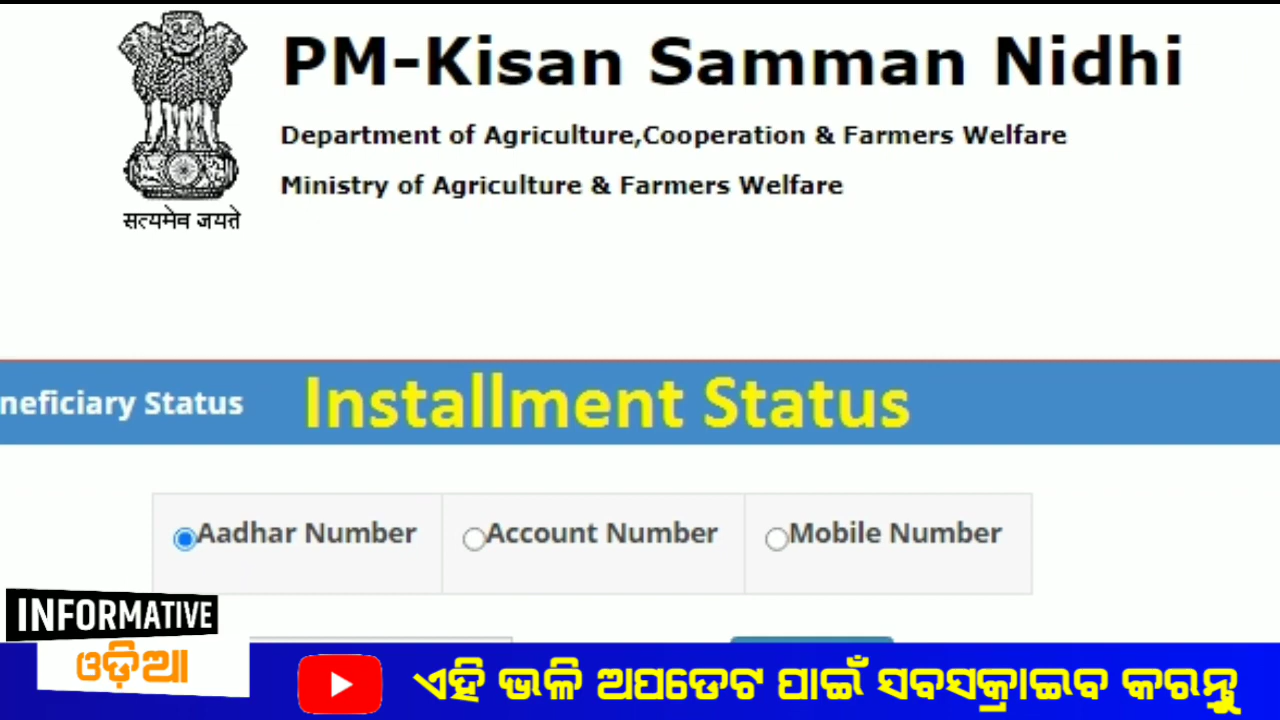 PM-Kisan Samman Nidhi
Department of Agriculture,Cooperation & Farmers Welfare
Ministry of Agriculture & Farmers Welfare
सत्यमेव जयते
neficiary Status Installment Status
Aadhar Number Account Number Mobile Number
INFORMATIVE
ଓଡ଼ିଆ
ଏହି ଭଳି ଅପଡେଟ ପାଇଁ ସବସକ୍ରାଇବ କରନ୍ତୁ